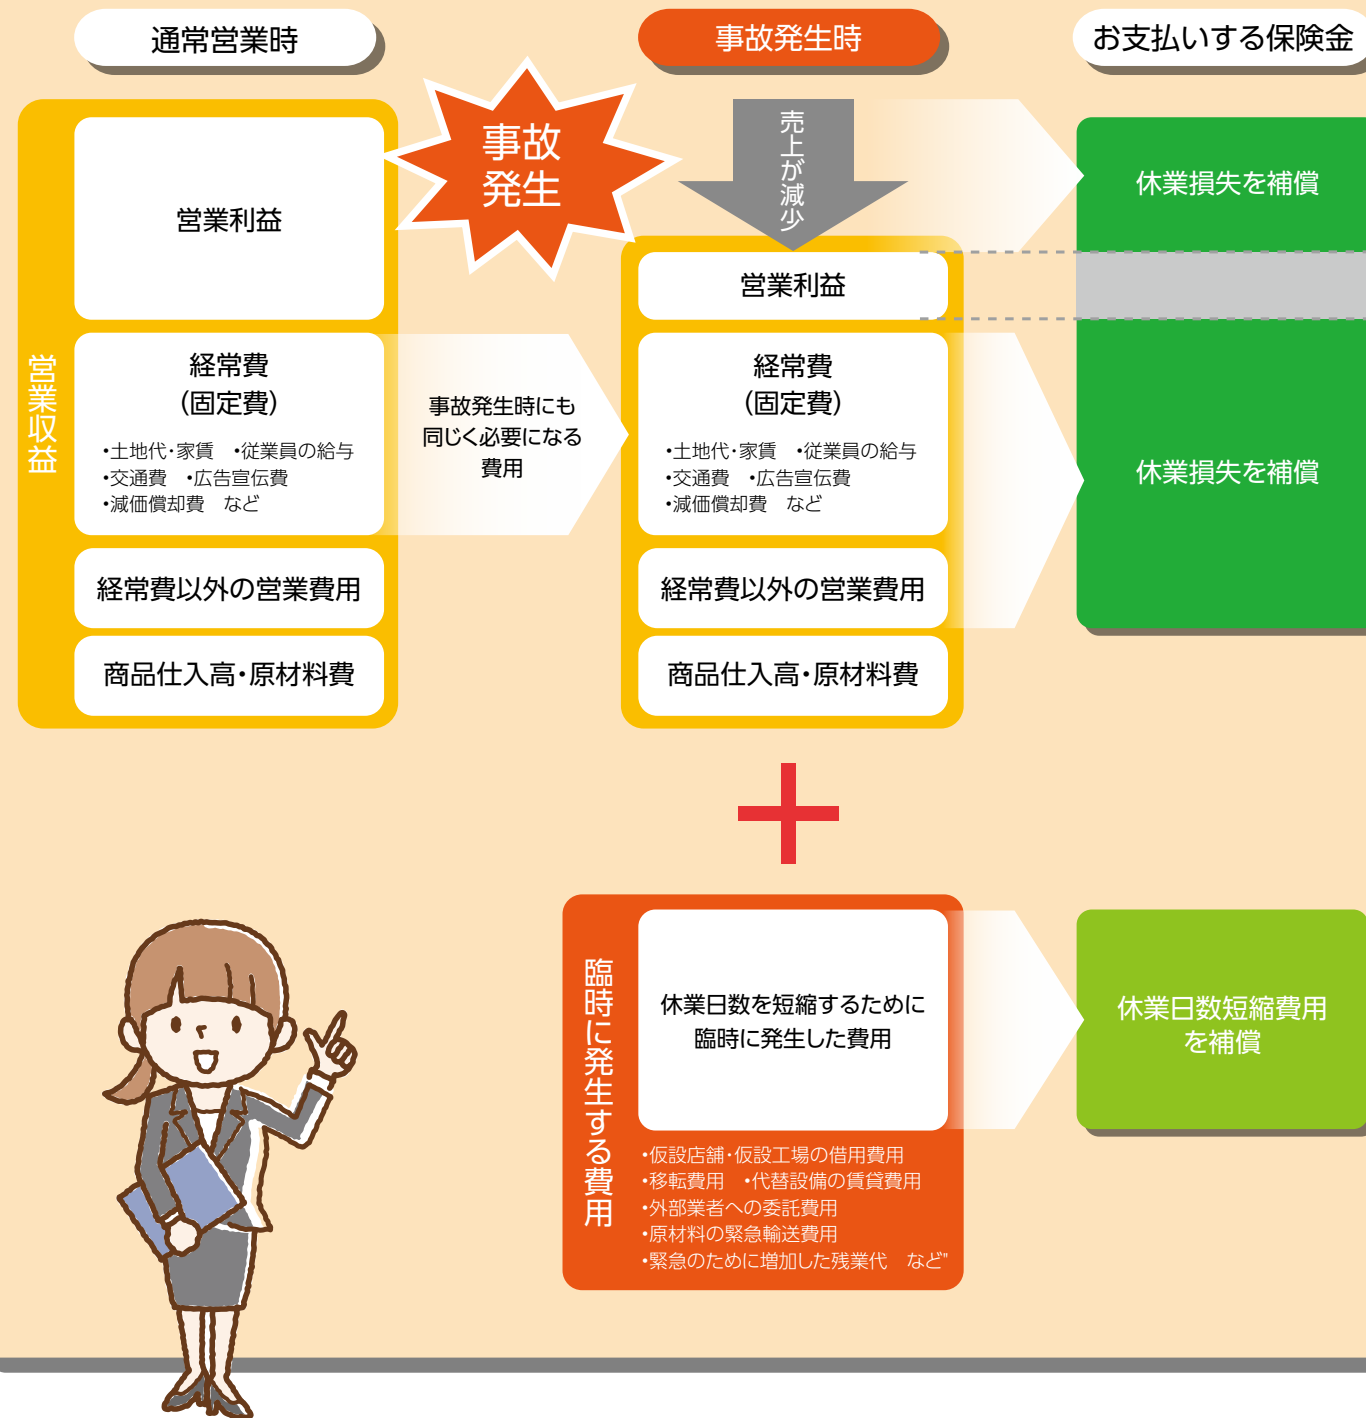 通常営業時
事故発生時
お支払いする保険金
営業収益
営業利益
経常費
(固定費)
・土地代・家賃　・従業員の給与
・交通費　・広告宣伝費
・減価償却費　など
経常費以外の営業費用
商品仕入高・原材料費
事故
発生
事故発生時にも
同じく必要になる
費用
売上が減少
営業利益
経常費
(固定費)
・土地代・家賃　・従業員の給与
・交通費　・広告宣伝費
・減価償却費　など
経常費以外の営業費用
商品仕入高・原材料費
休業損失を補償
休業損失を補償
臨時に発生する費用
休業日数を短縮するために
臨時に発生した費用
・仮設店舗・仮設工場の借用費用
・移転費用　・代替設備の賃貸費用
・外部業者への委託費用
・原材料の緊急輸送費用
・緊急のために増加した残業代　など"
休業日数短縮費用
を補償